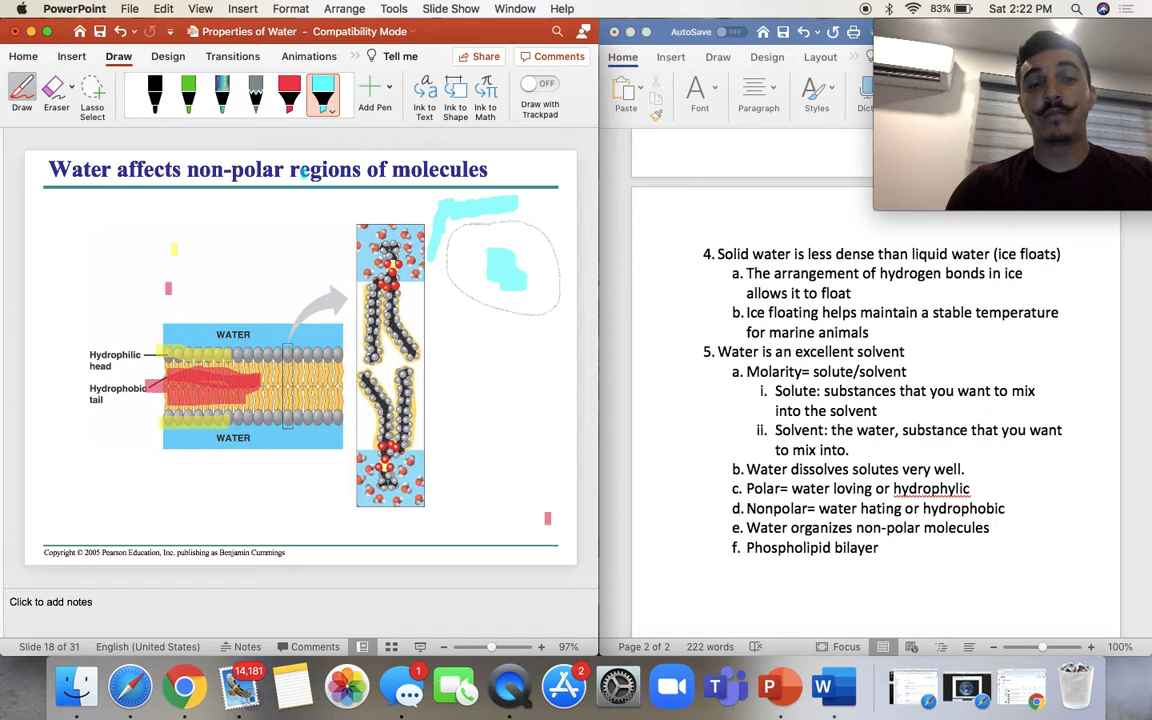 PowerPoint File Edit View Insert Format Arrange Tools Slide Show Window Help 83% Sat 2:22 PM
Properties of Water - Compatibility Mode
Home Insert Draw Design Transitions Animations Tell me Share Comments
Draw Eraser Lasso Select Add Pen Ink to Text Ink to Shape Ink to Math OFF Draw with Trackpad
Water affects non-polar regions of molecules
WATER
Hydrophilic
head
Hydrophobic
tail
WATER
Copyright © 2005 Pearson Education, Inc. publishing as Benjamin Cummings
Click to add notes
Slide 18 of 31 English (United States) Notes Comments 97%
AutoSave OFF
Home Insert Draw Design Layout
Paste Font Paragraph Styles
4. Solid water is less dense than liquid water (ice floats)
a. The arrangement of hydrogen bonds in ice
allows it to float
b. Ice floating helps maintain a stable temperature
for marine animals
5. Water is an excellent solvent
a. Molarity= solute/solvent
i. Solute: substances that you want to mix
into the solvent
ii. Solvent: the water, substance that you want
to mix into.
b. Water dissolves solutes very well.
c. Polar= water loving or hydrophylic
d. Nonpolar= water hating or hydrophobic
e. Water organizes non-polar molecules
f. Phospholipid bilayer
Page 2 of 2 222 words Focus 100%
14,181 1 2